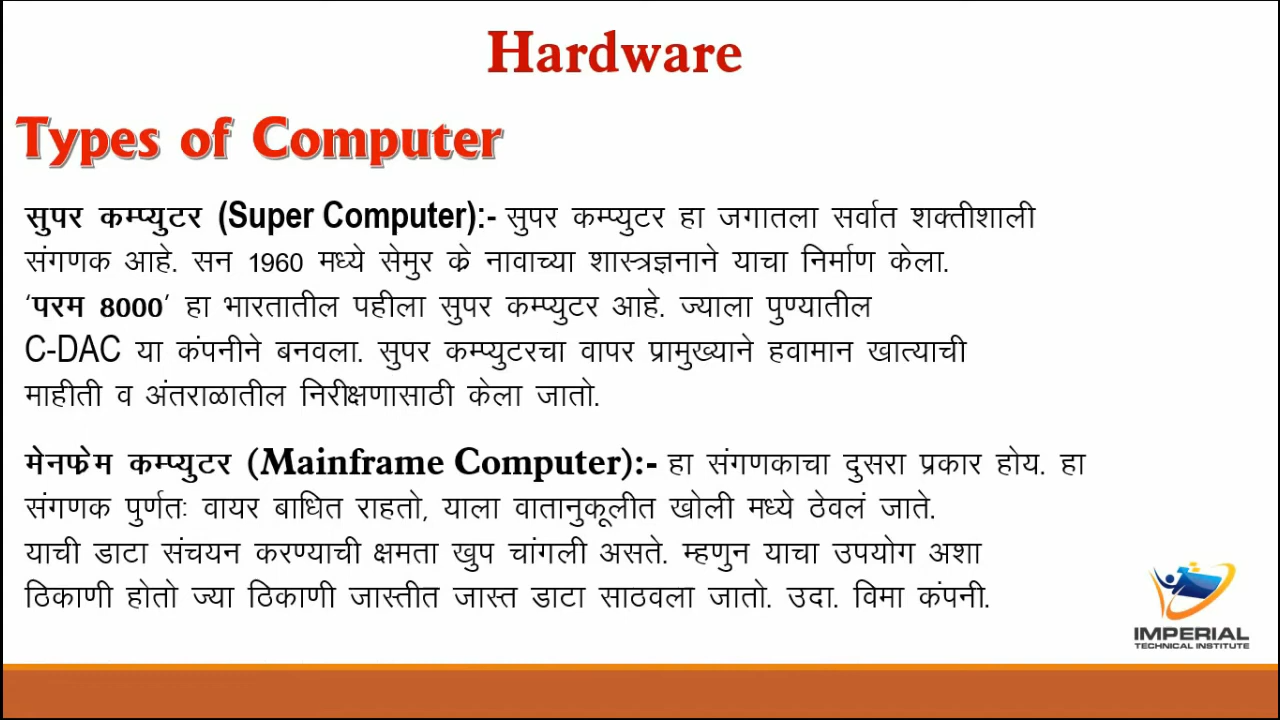 Hardware
Types of Computer
सुपर कम्प्युटर (Super Computer):- सुपर कम्प्युटर हा जगातला सर्वात शक्तीशाली
संगणक आहे. सन 1960 मध्ये सेमुर क्रे नावाच्या शास्त्रज्ञनाने याचा निर्माण केला.
‘परम 8000’ हा भारतातील पहीला सुपर कम्प्युटर आहे. ज्याला पुण्यातील
C-DAC या कंपनीने बनवला. सुपर कम्प्युटरचा वापर प्रामुख्याने हवामान खात्याची
माहीती व अंतराळातील निरीक्षणासाठी केला जातो.
मेनफ्रेम कम्प्युटर (Mainframe Computer):- हा संगणकाचा दुसरा प्रकार होय. हा
संगणक पुर्णतः वायर बाधित राहतो, याला वातानुकूलीत खोली मध्ये ठेवलं जाते.
याची डाटा संचयन करण्याची क्षमता खुप चांगली असते. म्हणुन याचा उपयोग अशा
ठिकाणी होतो ज्या ठिकाणी जास्तीत जास्त डाटा साठवला जातो. उदा. विमा कंपनी.
IMPERIAL
TECHNICAL INSTITUTE